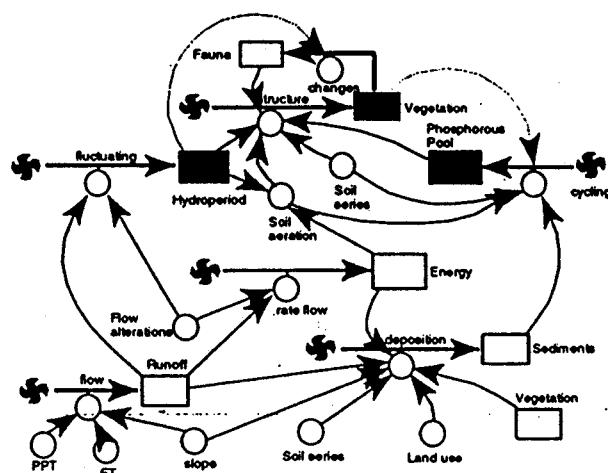 Fauna
changes
structure
Vegetation
Phosphorous
Pool
fluctuating
cycling
Hydroperiod
Soil
aeration
Soil
series
Energy
Flow
alterations
rate flow
deposition
Sediments
Runoff
flow
Vegetation
PPT
ET
slope
Soil series
Land use